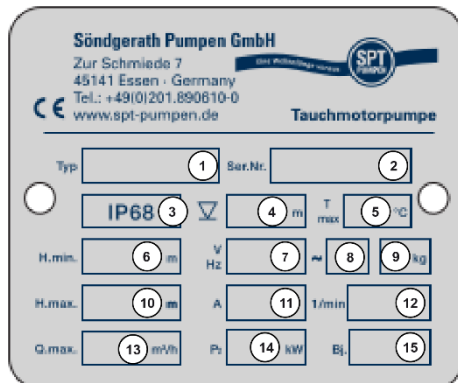 Söndgerath Pumpen GmbH
Zur Schmiede 7
45141 Essen · Germany
Tel.: +49(0)201.890610-0
www.spt-pumpen.de
CE
SPT
PUMPEN
Tauchmotorpumpe
Typ 1 Ser.Nr. 2
IP68 3 4 m T max 5 °C
H.min. 6 m V Hz 7 ~ 8 9 kg
H.max. 10 m A 11 1/min 12
Q.max. 13 m³/h P₂ 14 kW Bj. 15